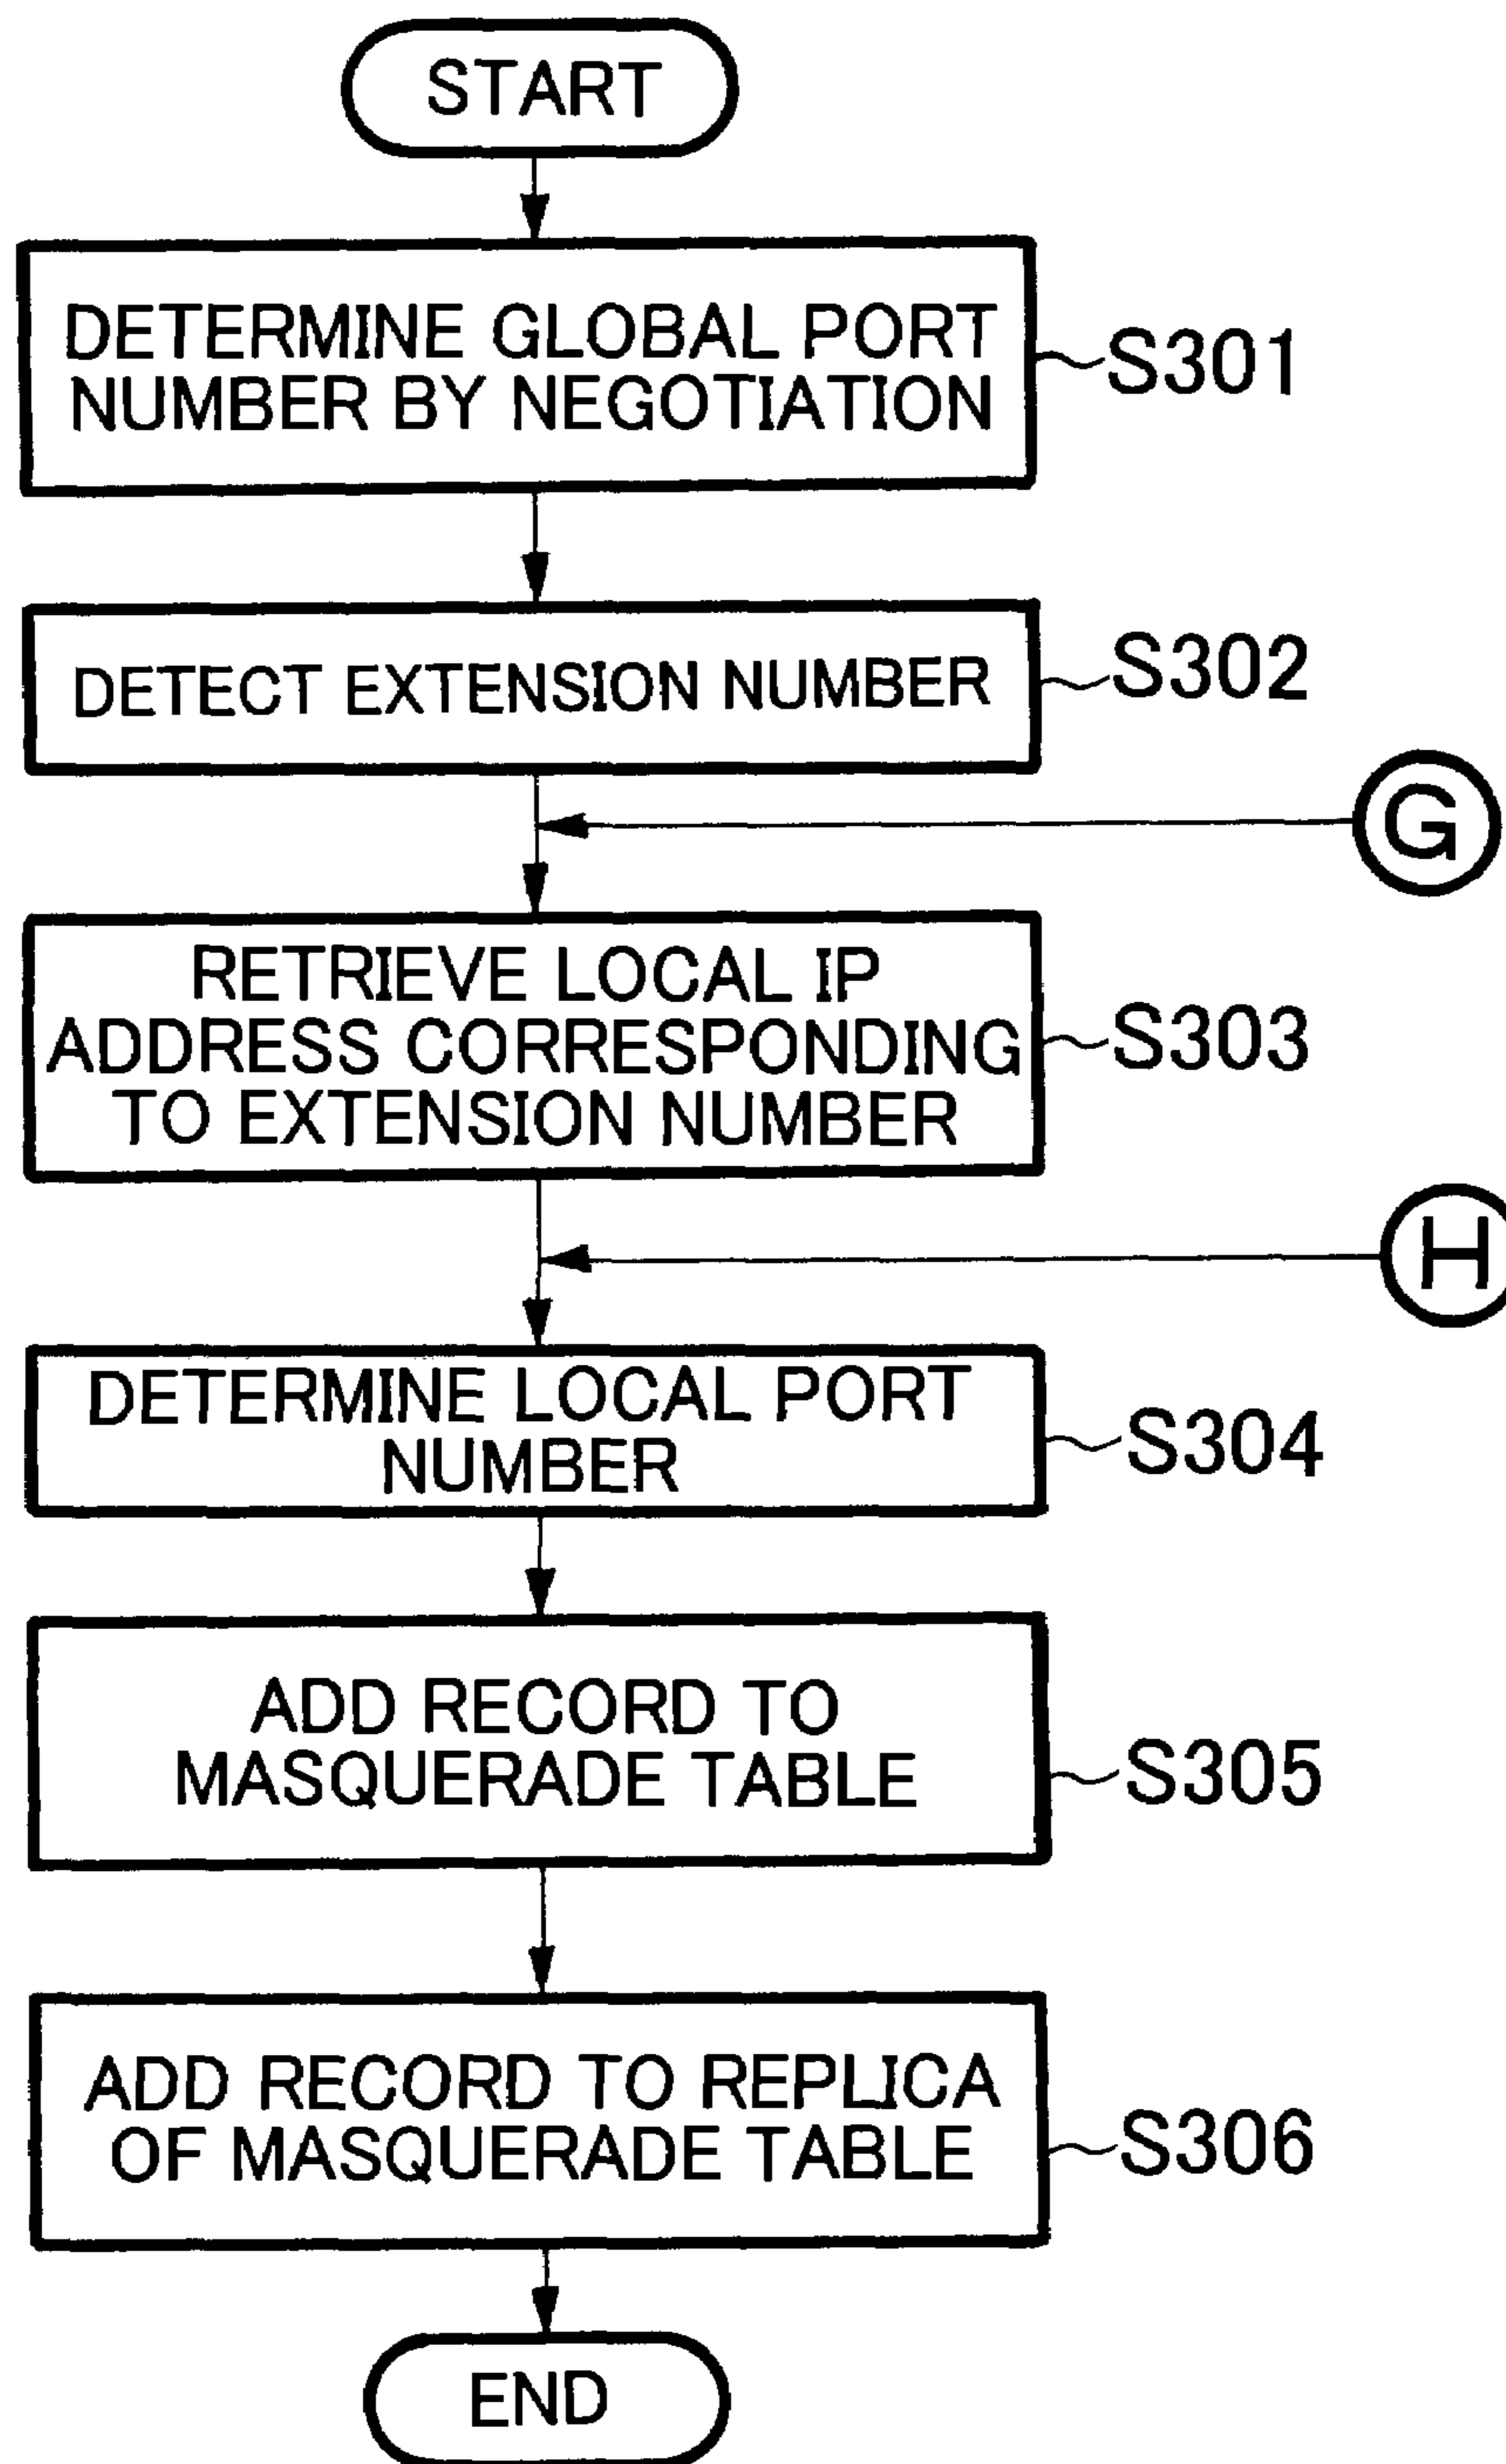 START
DETERMINE GLOBAL PORT
NUMBER BY NEGOTIATION
S301
DETECT EXTENSION NUMBER
S302
G
RETRIEVE LOCAL IP
ADDRESS CORRESPONDING
TO EXTENSION NUMBER
S303
H
DETERMINE LOCAL PORT
NUMBER
S304
ADD RECORD TO
MASQUERADE TABLE
S305
ADD RECORD TO REPLICA
OF MASQUERADE TABLE
S306
END